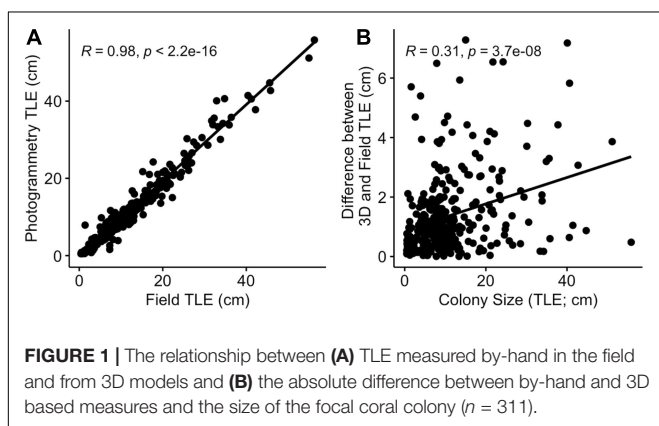 A
R = 0.98, p < 2.2e-16
Photogrammetry TLE (cm)
40
20
0
0
20
40
Field TLE (cm)
B
R = 0.31, p = 3.7e-08
Difference between
3D and Field TLE (cm)
6
4
2
0
0
20
40
Colony Size (TLE; cm)
FIGURE 1 | The relationship between (A) TLE measured by-hand in the field
and from 3D models and (B) the absolute difference between by-hand and 3D
based measures and the size of the focal coral colony (n = 311).